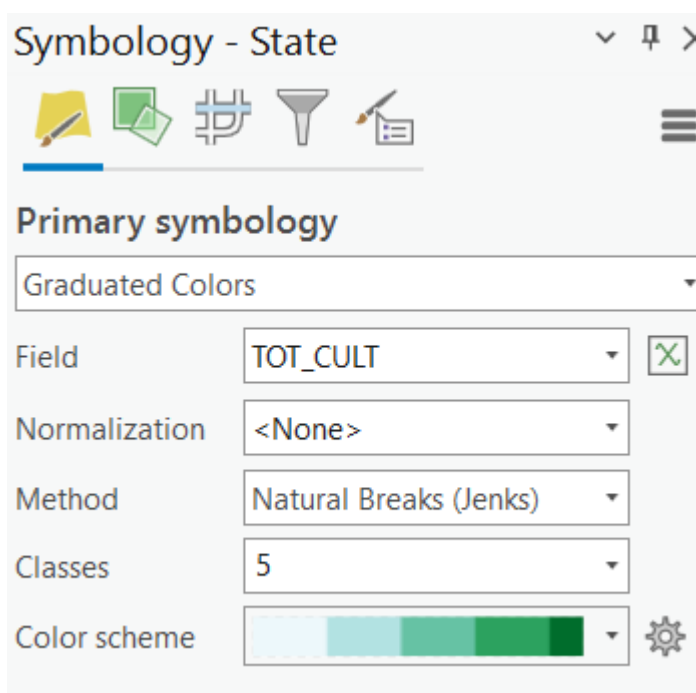 Symbology - State
Primary symbology
Graduated Colors
Field TOT_CULT
Normalization <None>
Method Natural Breaks (Jenks)
Classes 5
Color scheme